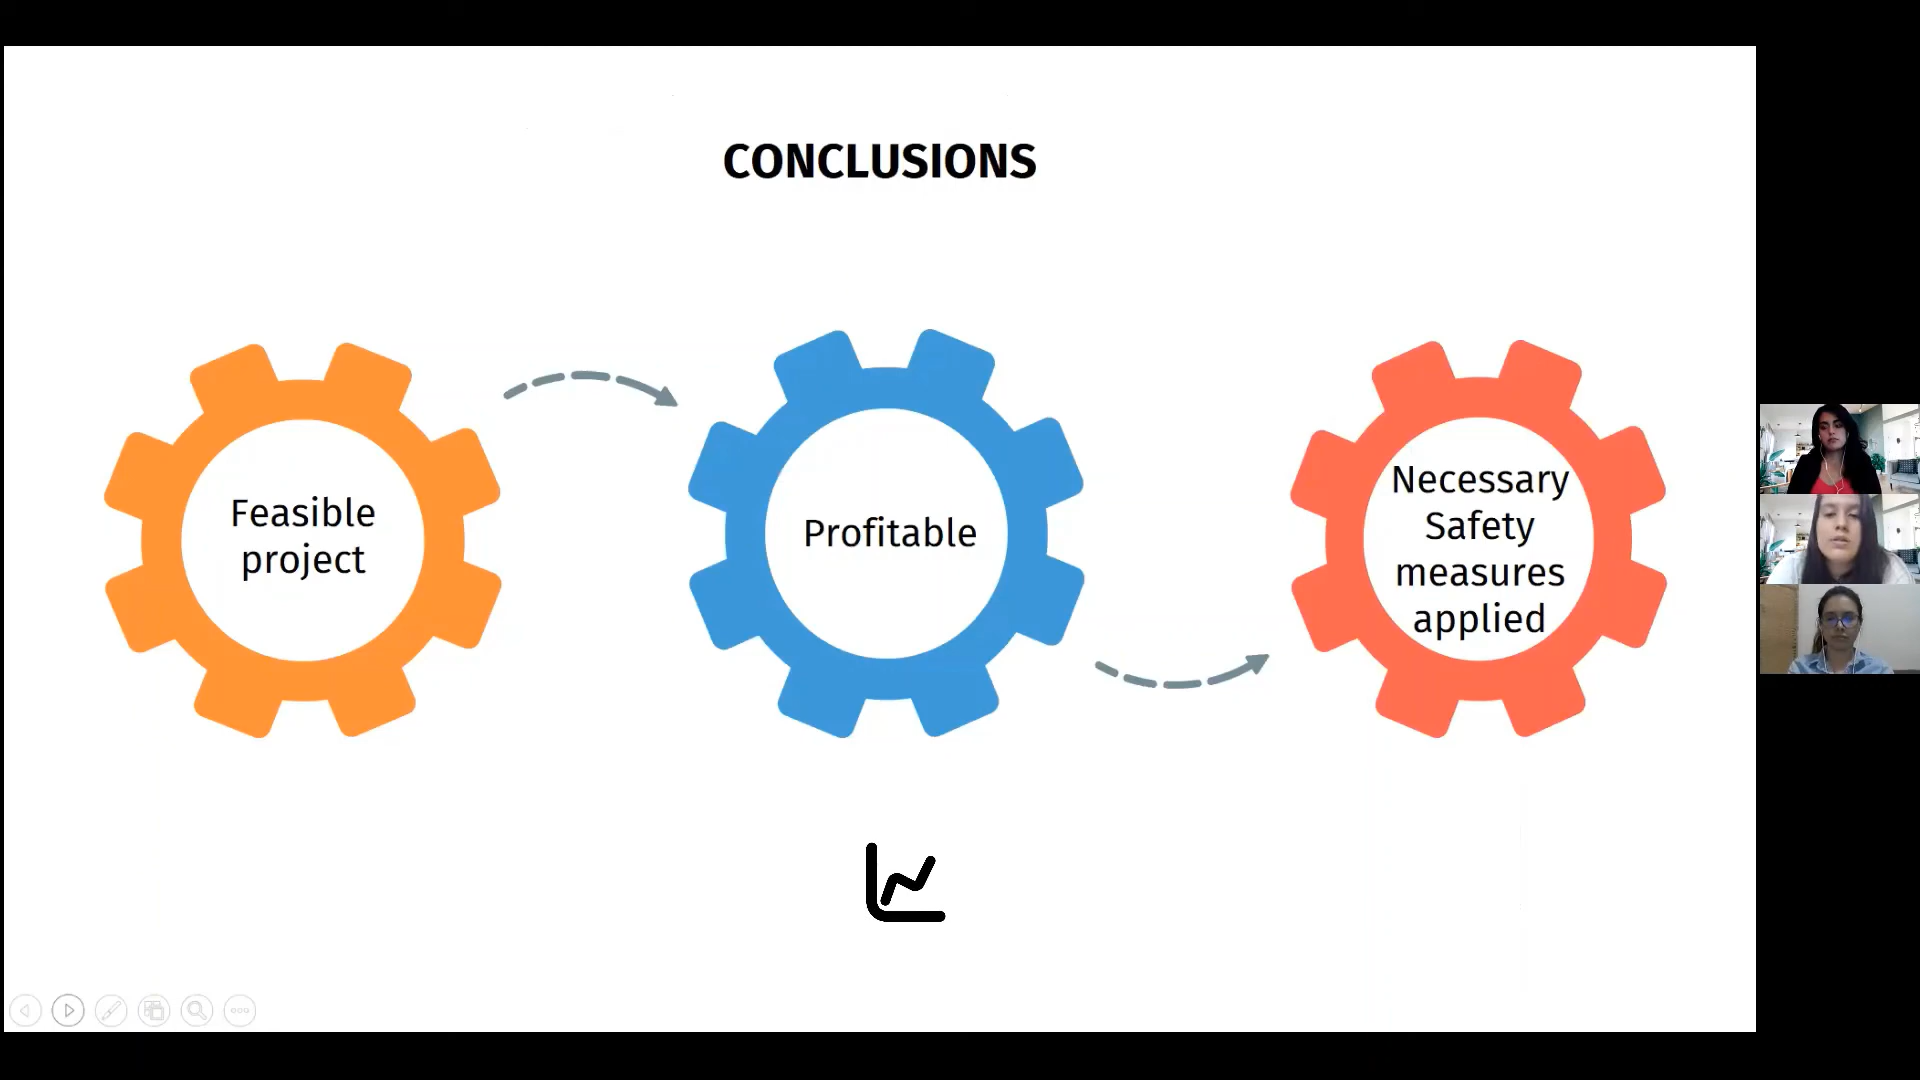 CONCLUSIONS
Feasible
project
Profitable
Necessary
Safety
measures
applied